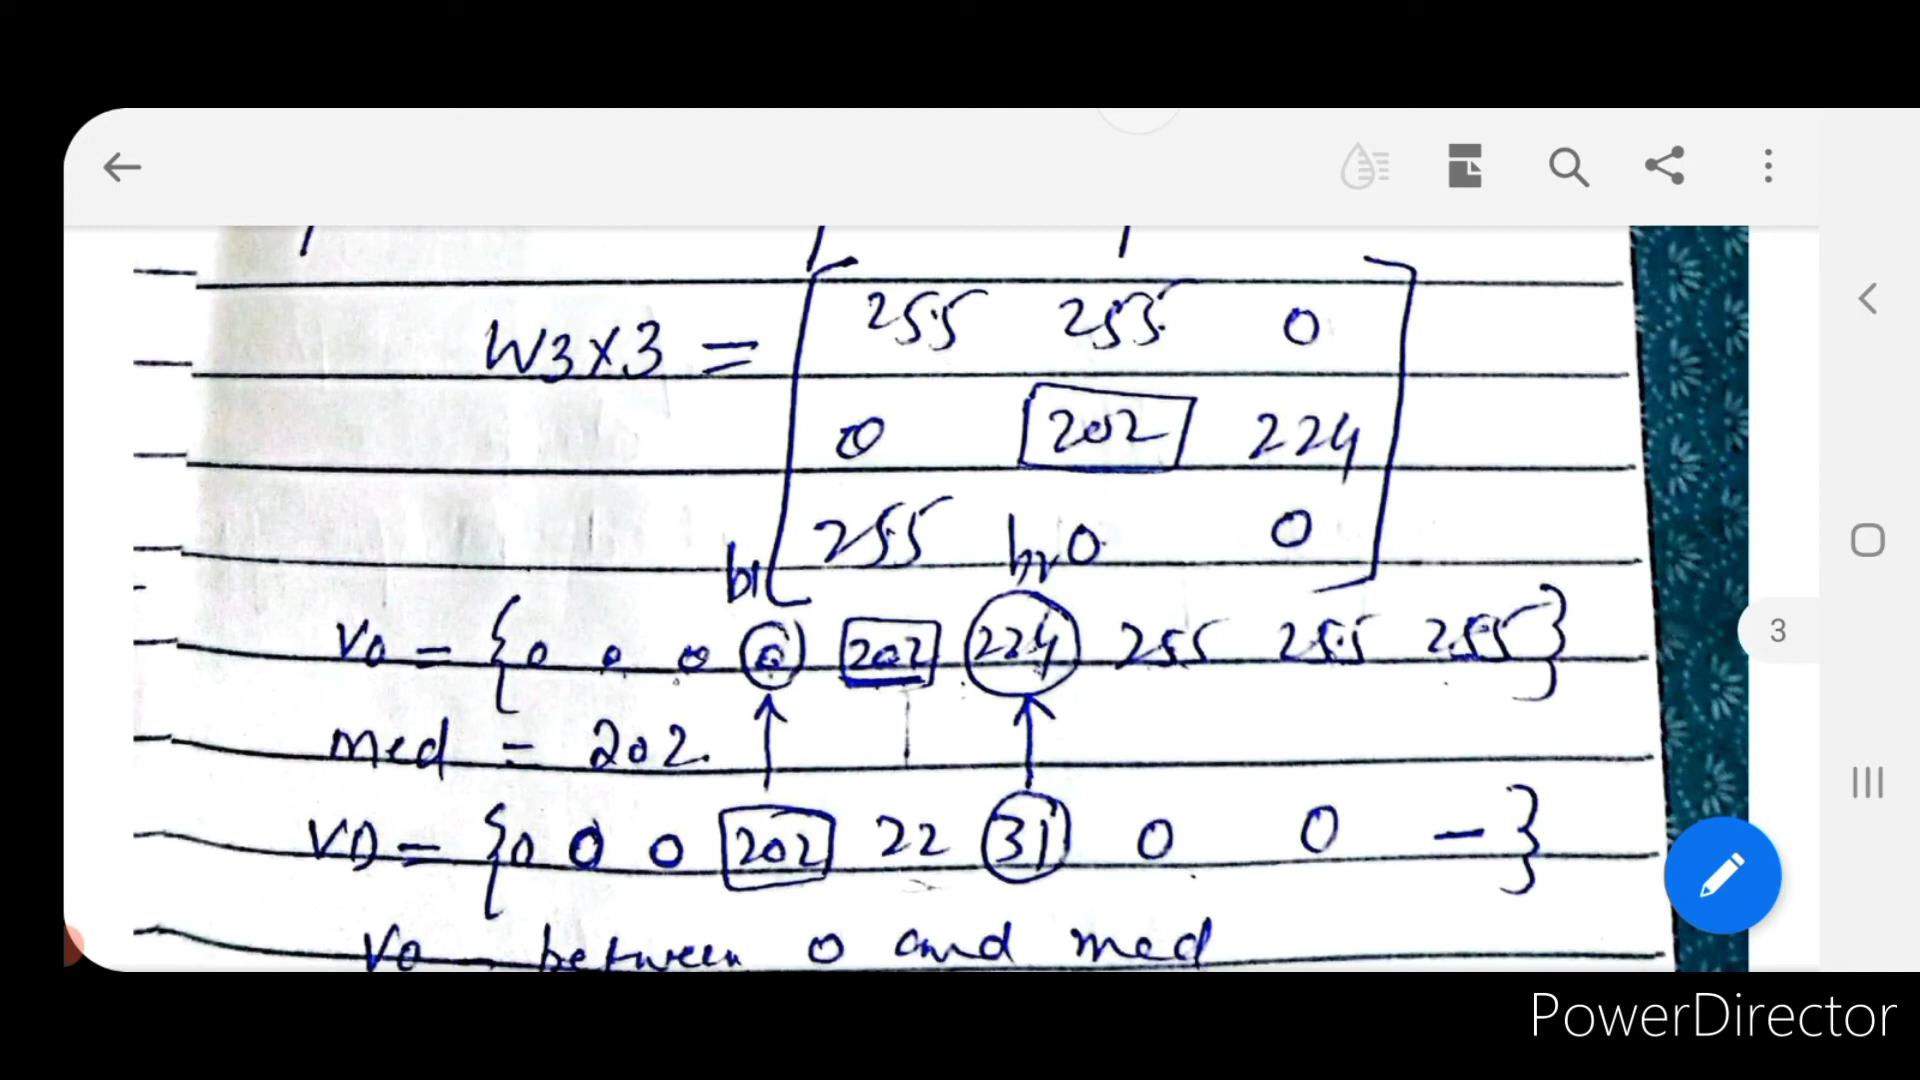 W3x3 =
255 255 0
0 202 224
255 0 0
b1 br
V0 = {0 0 0 0 202 224 255 255 255}
med = 202.
VD = {0 0 0 202 22 31 0 0 —}
V0 between 0 and med
3
PowerDirector